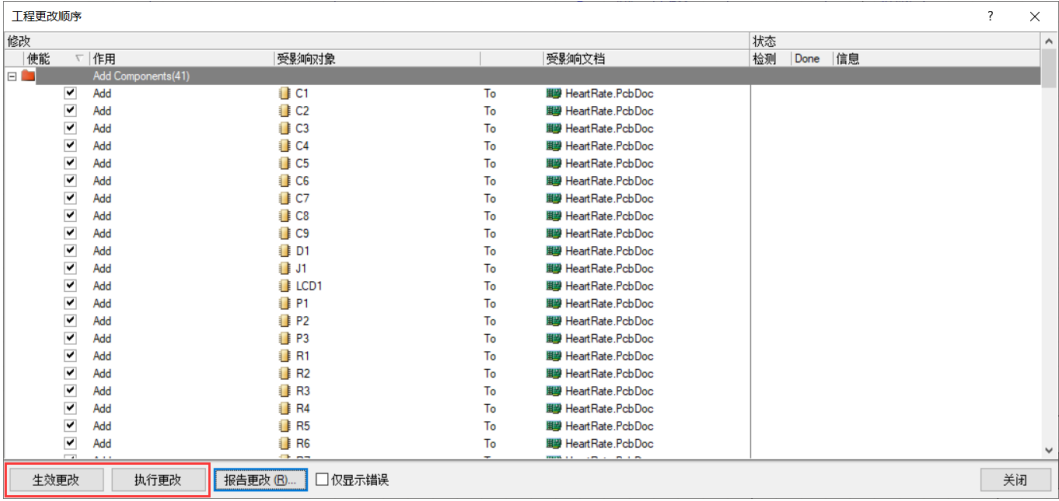 工程更改顺序 ?
修改 状态
使能 作用 受影响对象 受影响文档 检测 Done 信息
Add Components(41)
Add C1 To HeartRate.PcbDoc
Add C2 To HeartRate.PcbDoc
Add C3 To HeartRate.PcbDoc
Add C4 To HeartRate.PcbDoc
Add C5 To HeartRate.PcbDoc
Add C6 To HeartRate.PcbDoc
Add C7 To HeartRate.PcbDoc
Add C8 To HeartRate.PcbDoc
Add C9 To HeartRate.PcbDoc
Add D1 To HeartRate.PcbDoc
Add J1 To HeartRate.PcbDoc
Add LCD1 To HeartRate.PcbDoc
Add P1 To HeartRate.PcbDoc
Add P2 To HeartRate.PcbDoc
Add P3 To HeartRate.PcbDoc
Add R1 To HeartRate.PcbDoc
Add R2 To HeartRate.PcbDoc
Add R3 To HeartRate.PcbDoc
Add R4 To HeartRate.PcbDoc
Add R5 To HeartRate.PcbDoc
Add R6 To HeartRate.PcbDoc
生效更改 执行更改 报告更改 (R)... 仅显示错误 关闭